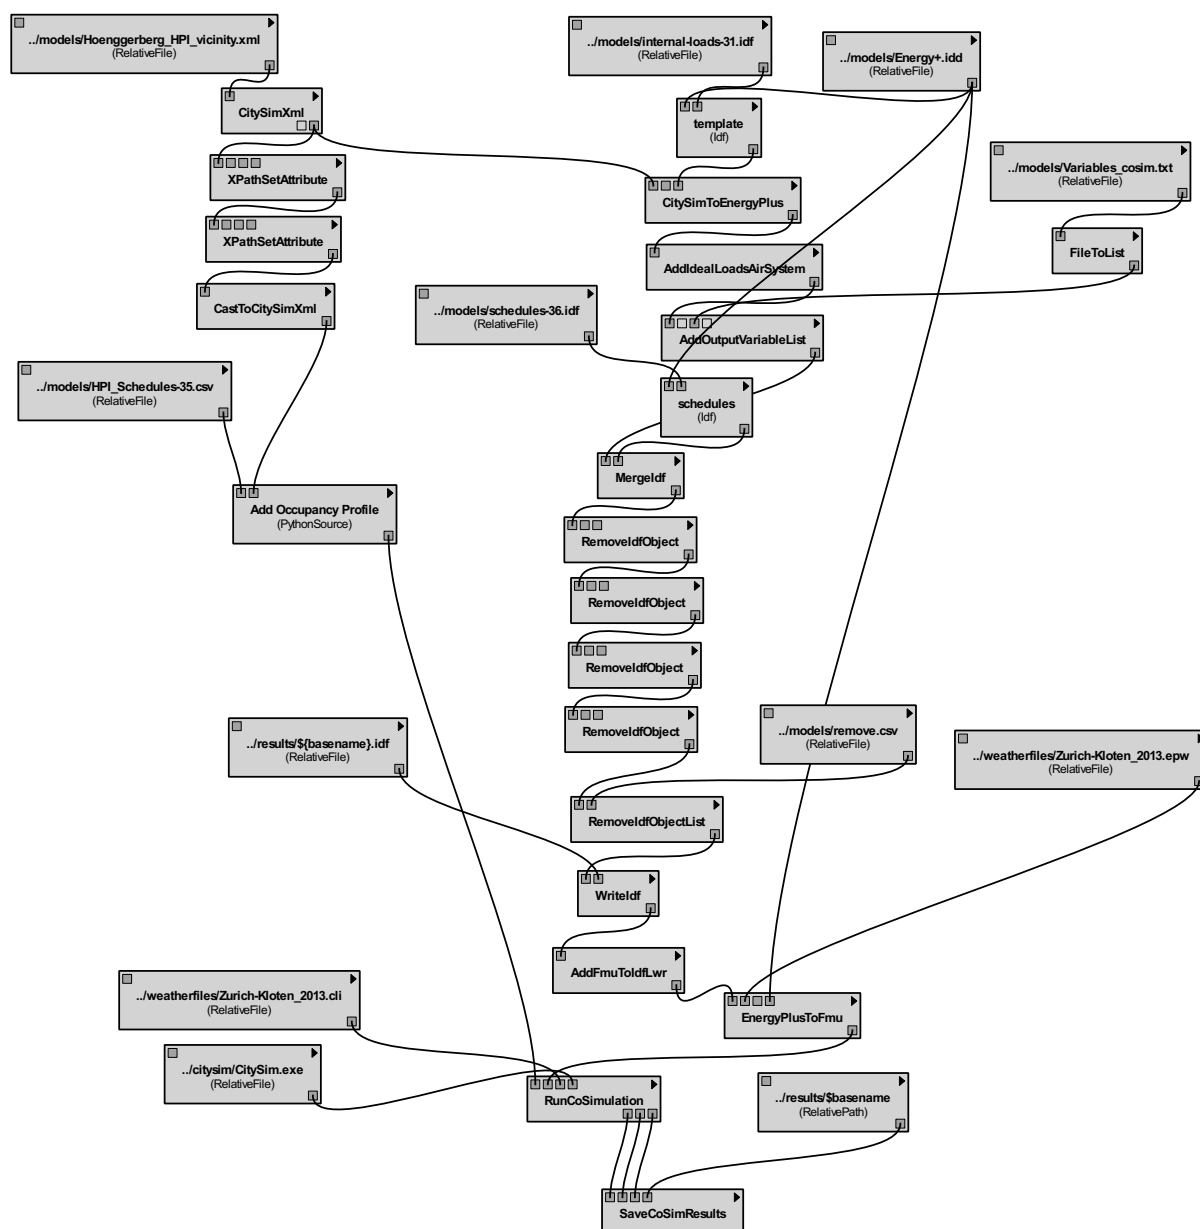 ../models/Hoenggerberg_HPI_vicinity.xml
(RelativeFile)
../models/internal-loads-31.idf
(RelativeFile)
../models/Energy+.idd
(RelativeFile)
CitySimXml
template
(Idf)
XPathSetAttribute
../models/Variables_cosim.txt
(RelativeFile)
CitySimToEnergyPlus
XPathSetAttribute
FileToList
AddIdealLoadsAirSystem
CastToCitySimXml
../models/schedules-36.idf
(RelativeFile)
AddOutputVariableList
../models/HPI_Schedules-35.csv
(RelativeFile)
schedules
(Idf)
MergeIdf
Add Occupancy Profile
(PythonSource)
RemoveIdfObject
RemoveIdfObject
RemoveIdfObject
RemoveIdfObject
../results/${basename}.idf
(RelativeFile)
../models/remove.csv
(RelativeFile)
../weatherfiles/Zurich-Kloten_2013.epw
(RelativeFile)
RemoveIdfObjectList
WriteIdf
AddFmuToIdfLwr
../weatherfiles/Zurich-Kloten_2013.cli
(RelativeFile)
EnergyPlusToFmu
../citysim/CitySim.exe
(RelativeFile)
RunCoSimulation
../results/$basename
(RelativePath)
SaveCoSimResults